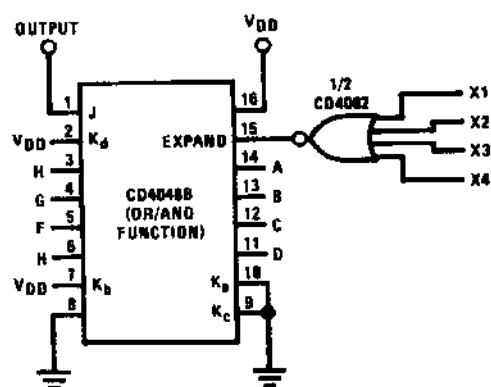 OUTPUT
VDD
1/2
CD4002
X1
X2
X3
X4
1 J
16
VDD 2 Kd
EXPAND 15
H 3
14 A
G 4
13 B
CD4048B
(OR/AND
FUNCTION)
F 5
12 C
H 6
11 D
VDD 7 Kb
Ka 10
8
Kc 9